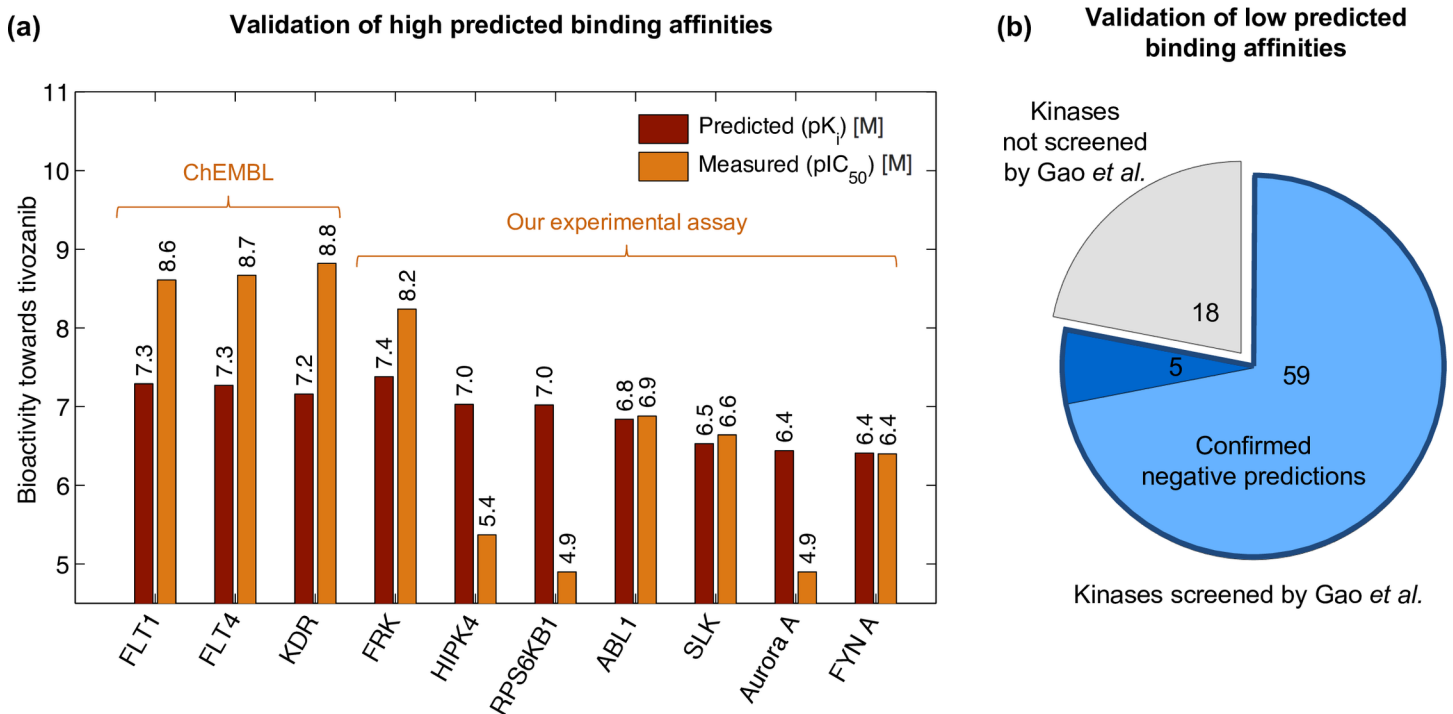 (a)
Validation of high predicted binding affinities
Bioactivity towards tivozanib
11
10
9
8
7
6
5
Predicted (pKi) [M]
Measured (pIC50) [M]
ChEMBL
Our experimental assay
7.3
8.6
7.3
8.7
7.2
8.8
7.4
8.2
7.0
5.4
7.0
4.9
6.8
6.9
6.5
6.6
6.4
4.9
6.4
6.4
FLT1
FLT4
KDR
FRK
HIPK4
RPS6KB1
ABL1
SLK
Aurora A
FYN A
(b)
Validation of low predicted
binding affinities
Kinases
not screened
by Gao et al.
18
5
59
Confirmed
negative predictions
Kinases screened by Gao et al.